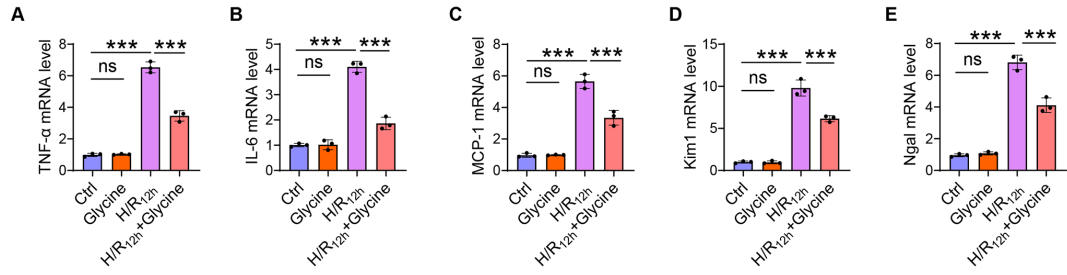 A
TNF-α mRNA level
8
6
4
2
0
ns
***
***
Ctrl
Glycine
H/R12h
H/R12h+Glycine
B
IL-6 mRNA level
5
4
3
2
1
0
ns
***
***
Ctrl
Glycine
H/R12h
H/R12h+Glycine
C
MCP-1 mRNA level
8
6
4
2
0
ns
***
***
Ctrl
Glycine
H/R12h
H/R12h+Glycine
D
Kim1 mRNA level
15
10
5
0
ns
***
***
Ctrl
Glycine
H/R12h
H/R12h+Glycine
E
Ngal mRNA level
8
6
4
2
0
ns
***
***
Ctrl
Glycine
H/R12h
H/R12h+Glycine